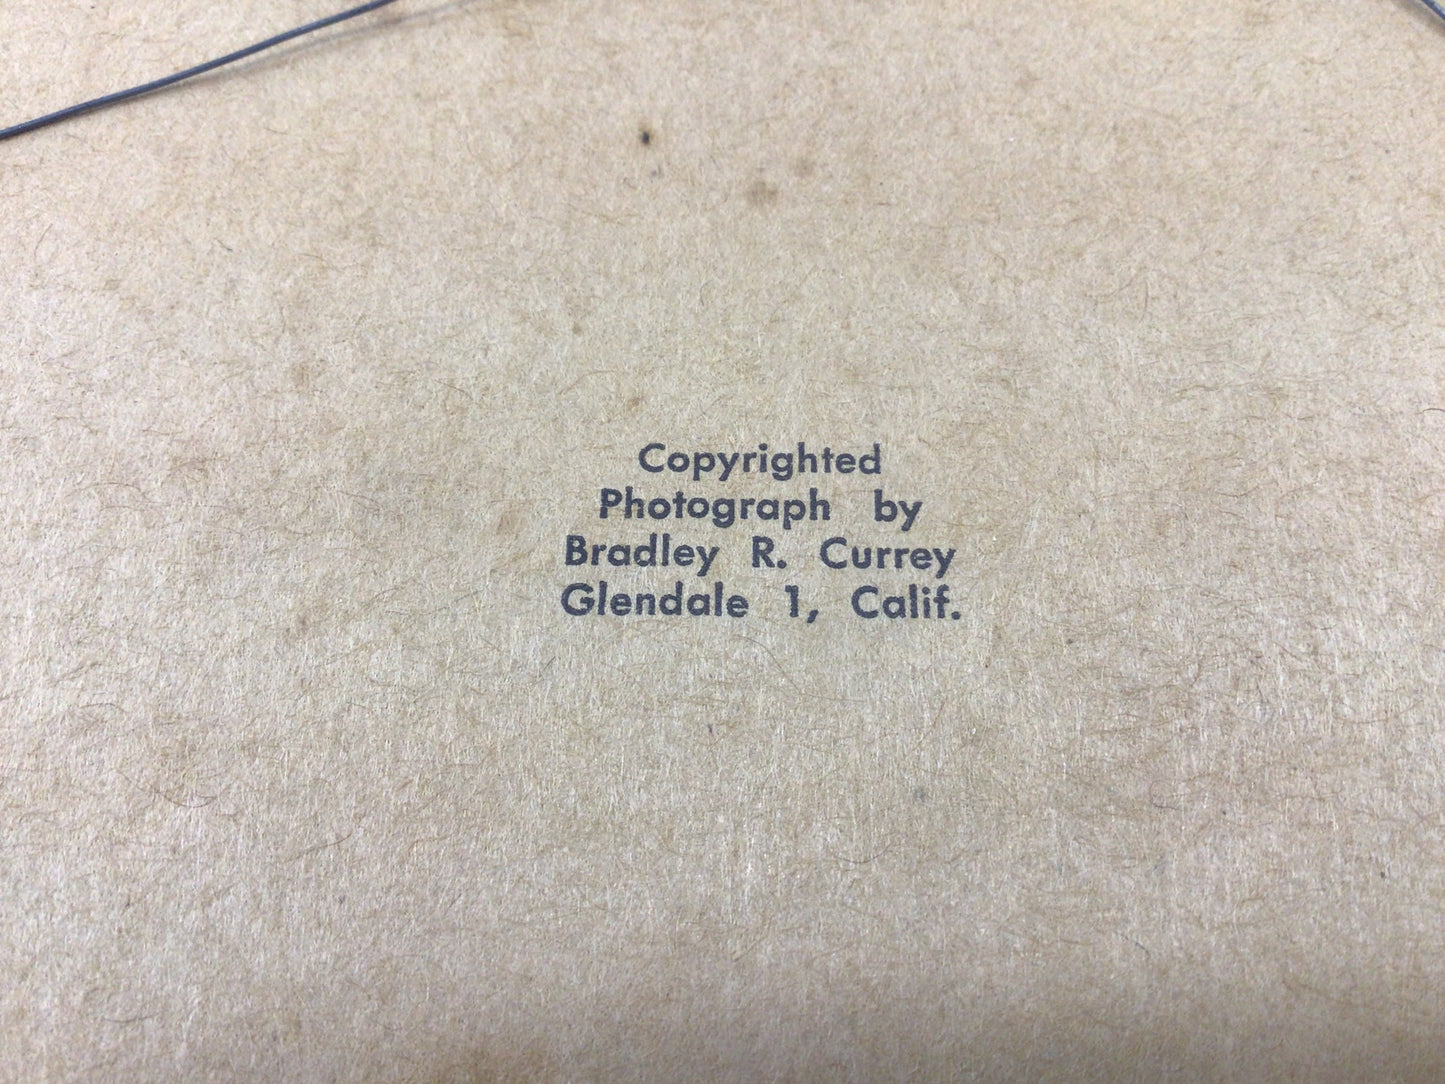 Copyrighted
Photograph by
Bradley R. Currey
Glendale 1, Calif.